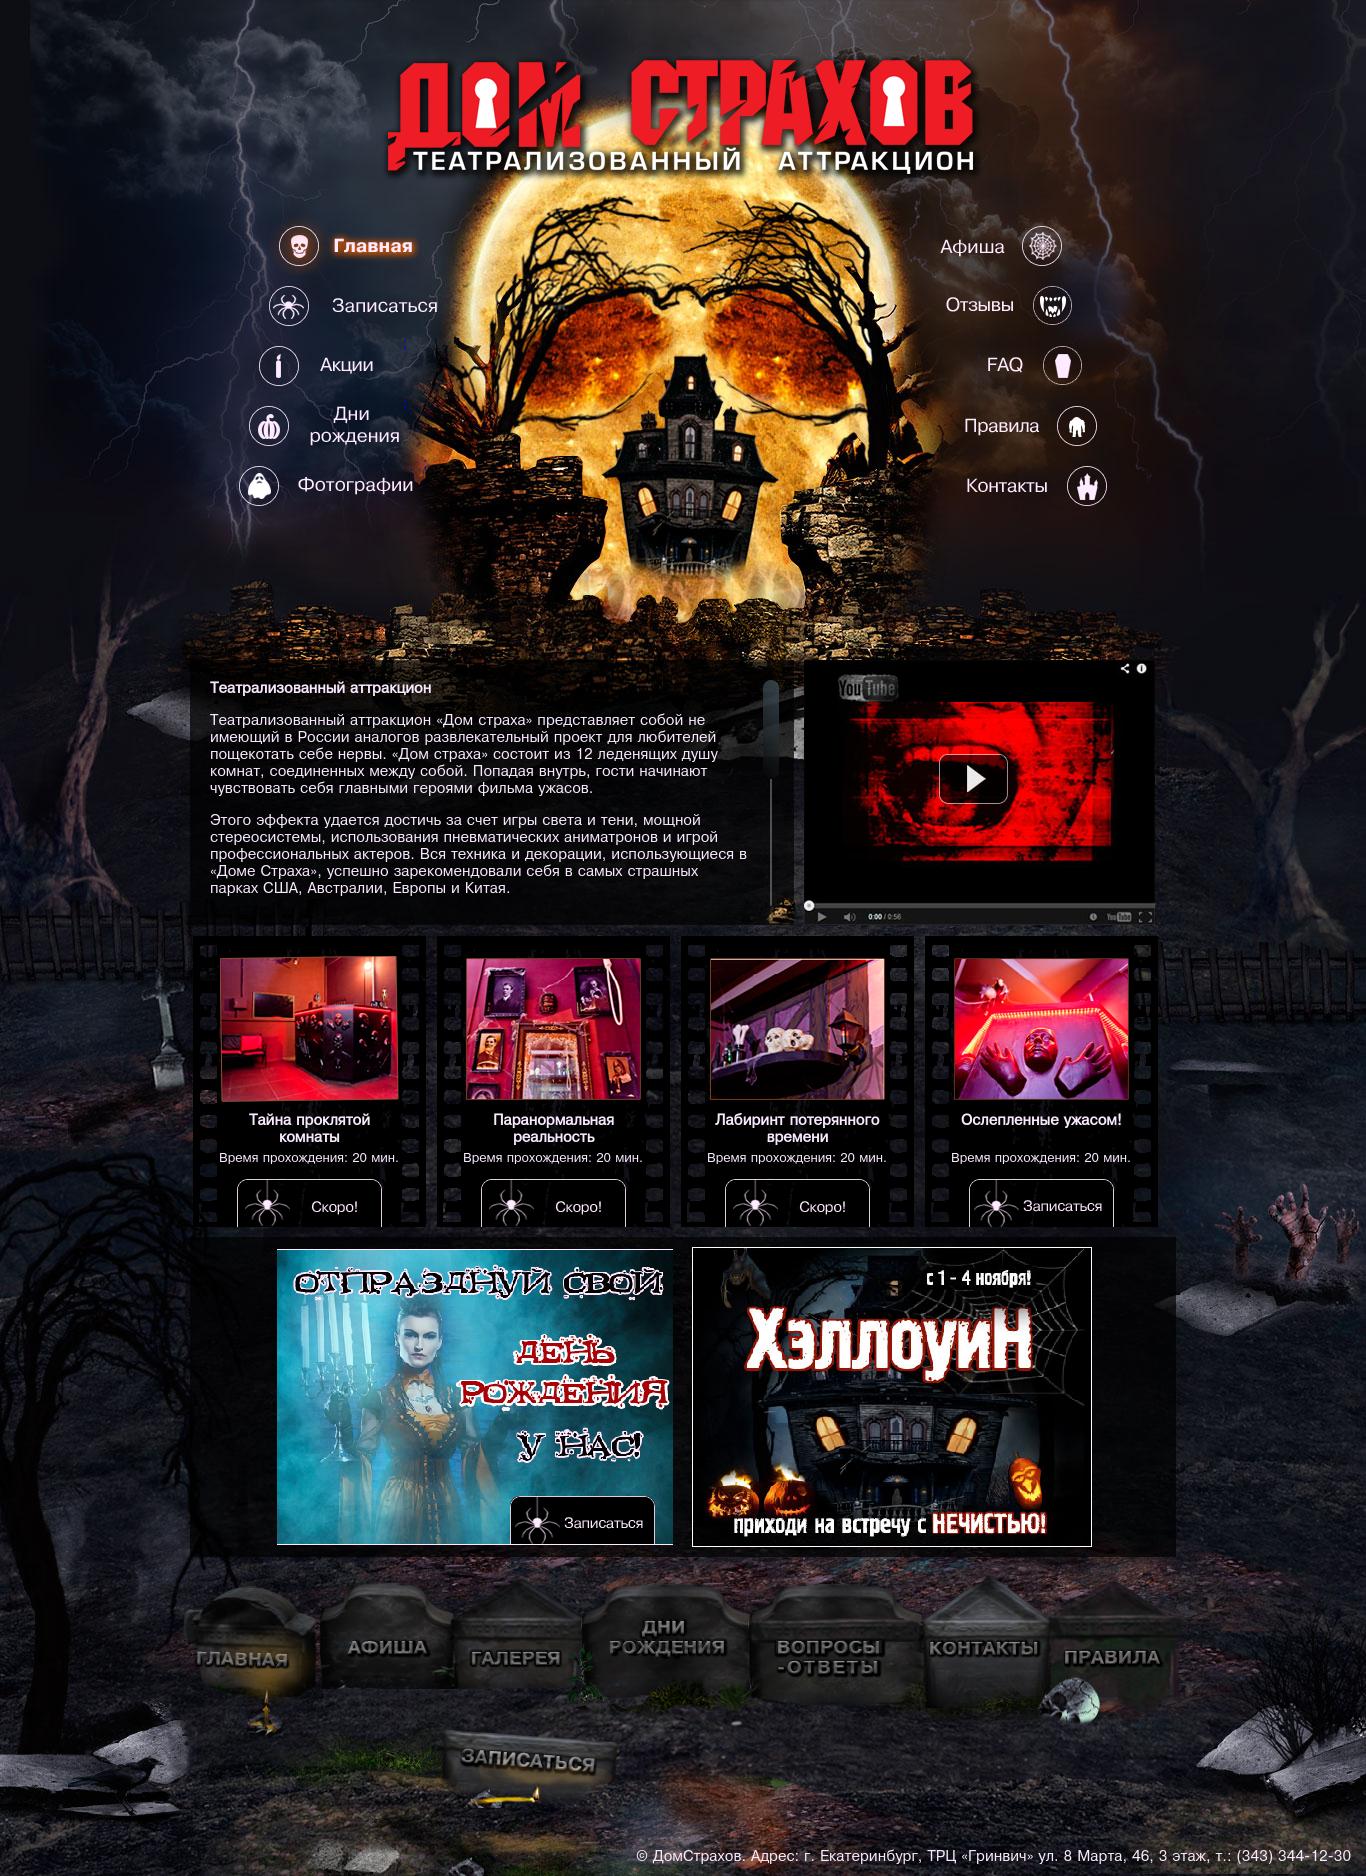 ДОМ СТРАХОВ
ТЕАТРАЛИЗОВАННЫЙ АТТРАКЦИОН
Главная
Записаться
Акции
Дни
рождения
Фотографии
Афиша
Отзывы
FAQ
Правила
Контакты
Театрализованный аттракцион
Театрализованный аттракцион «Дом страха» представляет собой не
имеющий в России аналогов развлекательный проект для любителей
пощекотать себе нервы. «Дом страха» состоит из 12 леденящих душу
комнат, соединенных между собой. Попадая внутрь, гости начинают
чувствовать себя главными героями фильма ужасов.
Этого эффекта удается достичь за счет игры света и тени, мощной
стереосистемы, использования пневматических аниматронов и игрой
профессиональных актеров. Вся техника и декорации, использующиеся в
«Доме Страха», успешно зарекомендовали себя в самых страшных
парках США, Австралии, Европы и Китая.
YouTube
0:00 / 0:56
YouTube
Тайна проклятой
комнаты
Время прохождения: 20 мин.
Скоро!
Паранормальная
реальность
Время прохождения: 20 мин.
Скоро!
Лабиринт потерянного
времени
Время прохождения: 20 мин.
Скоро!
Ослепленные ужасом!
Время прохождения: 20 мин.
Записаться
ОТПРАЗДНУЙ СВОЙ
ДЕНЬ
РОЖДЕНИЯ
У НАС!
Записаться
с 1 - 4 ноября!
ХэллоуиН
приходи на встречу с НЕЧИСТЬЮ!
ГЛАВНАЯ
АФИША
ГАЛЕРЕЯ
ДНИ
РОЖДЕНИЯ
ВОПРОСЫ
-ОТВЕТЫ
КОНТАКТЫ
ПРАВИЛА
ЗАПИСАТЬСЯ
© ДомСтрахов. Адрес: г. Екатеринбург, ТРЦ «Гринвич» ул. 8 Марта, 46, 3 этаж, т.: (343) 344-12-30